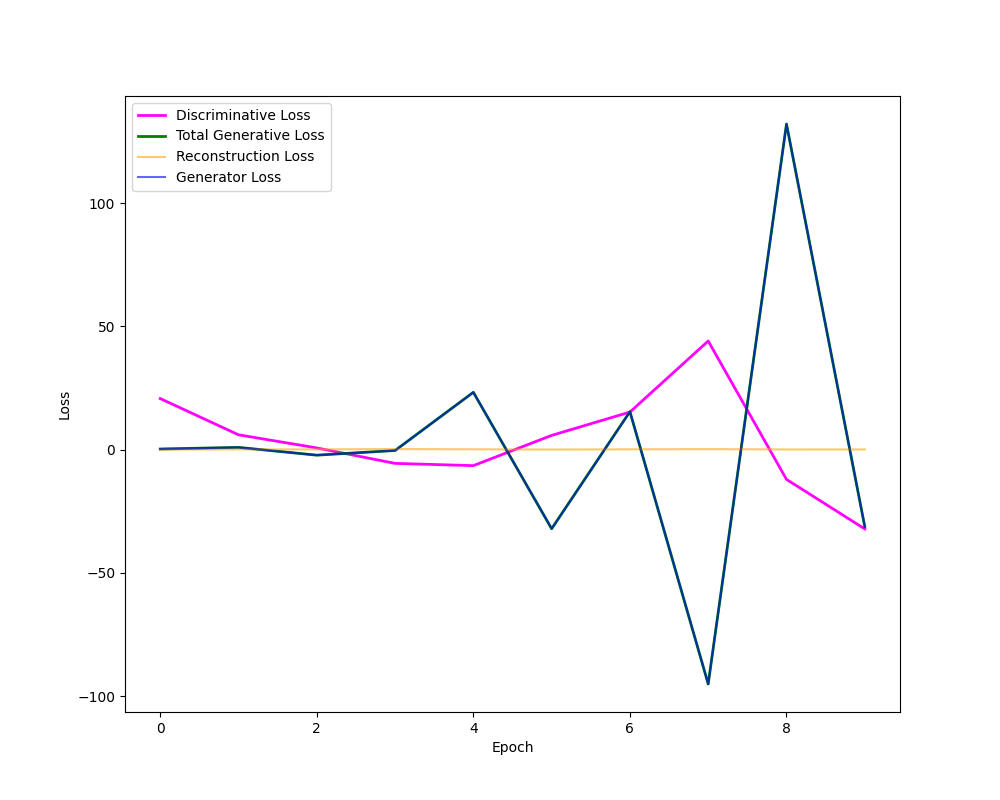 Discriminative Loss
Total Generative Loss
Reconstruction Loss
Generator Loss
Loss
100
50
0
−50
−100
0 2 4 6 8
Epoch